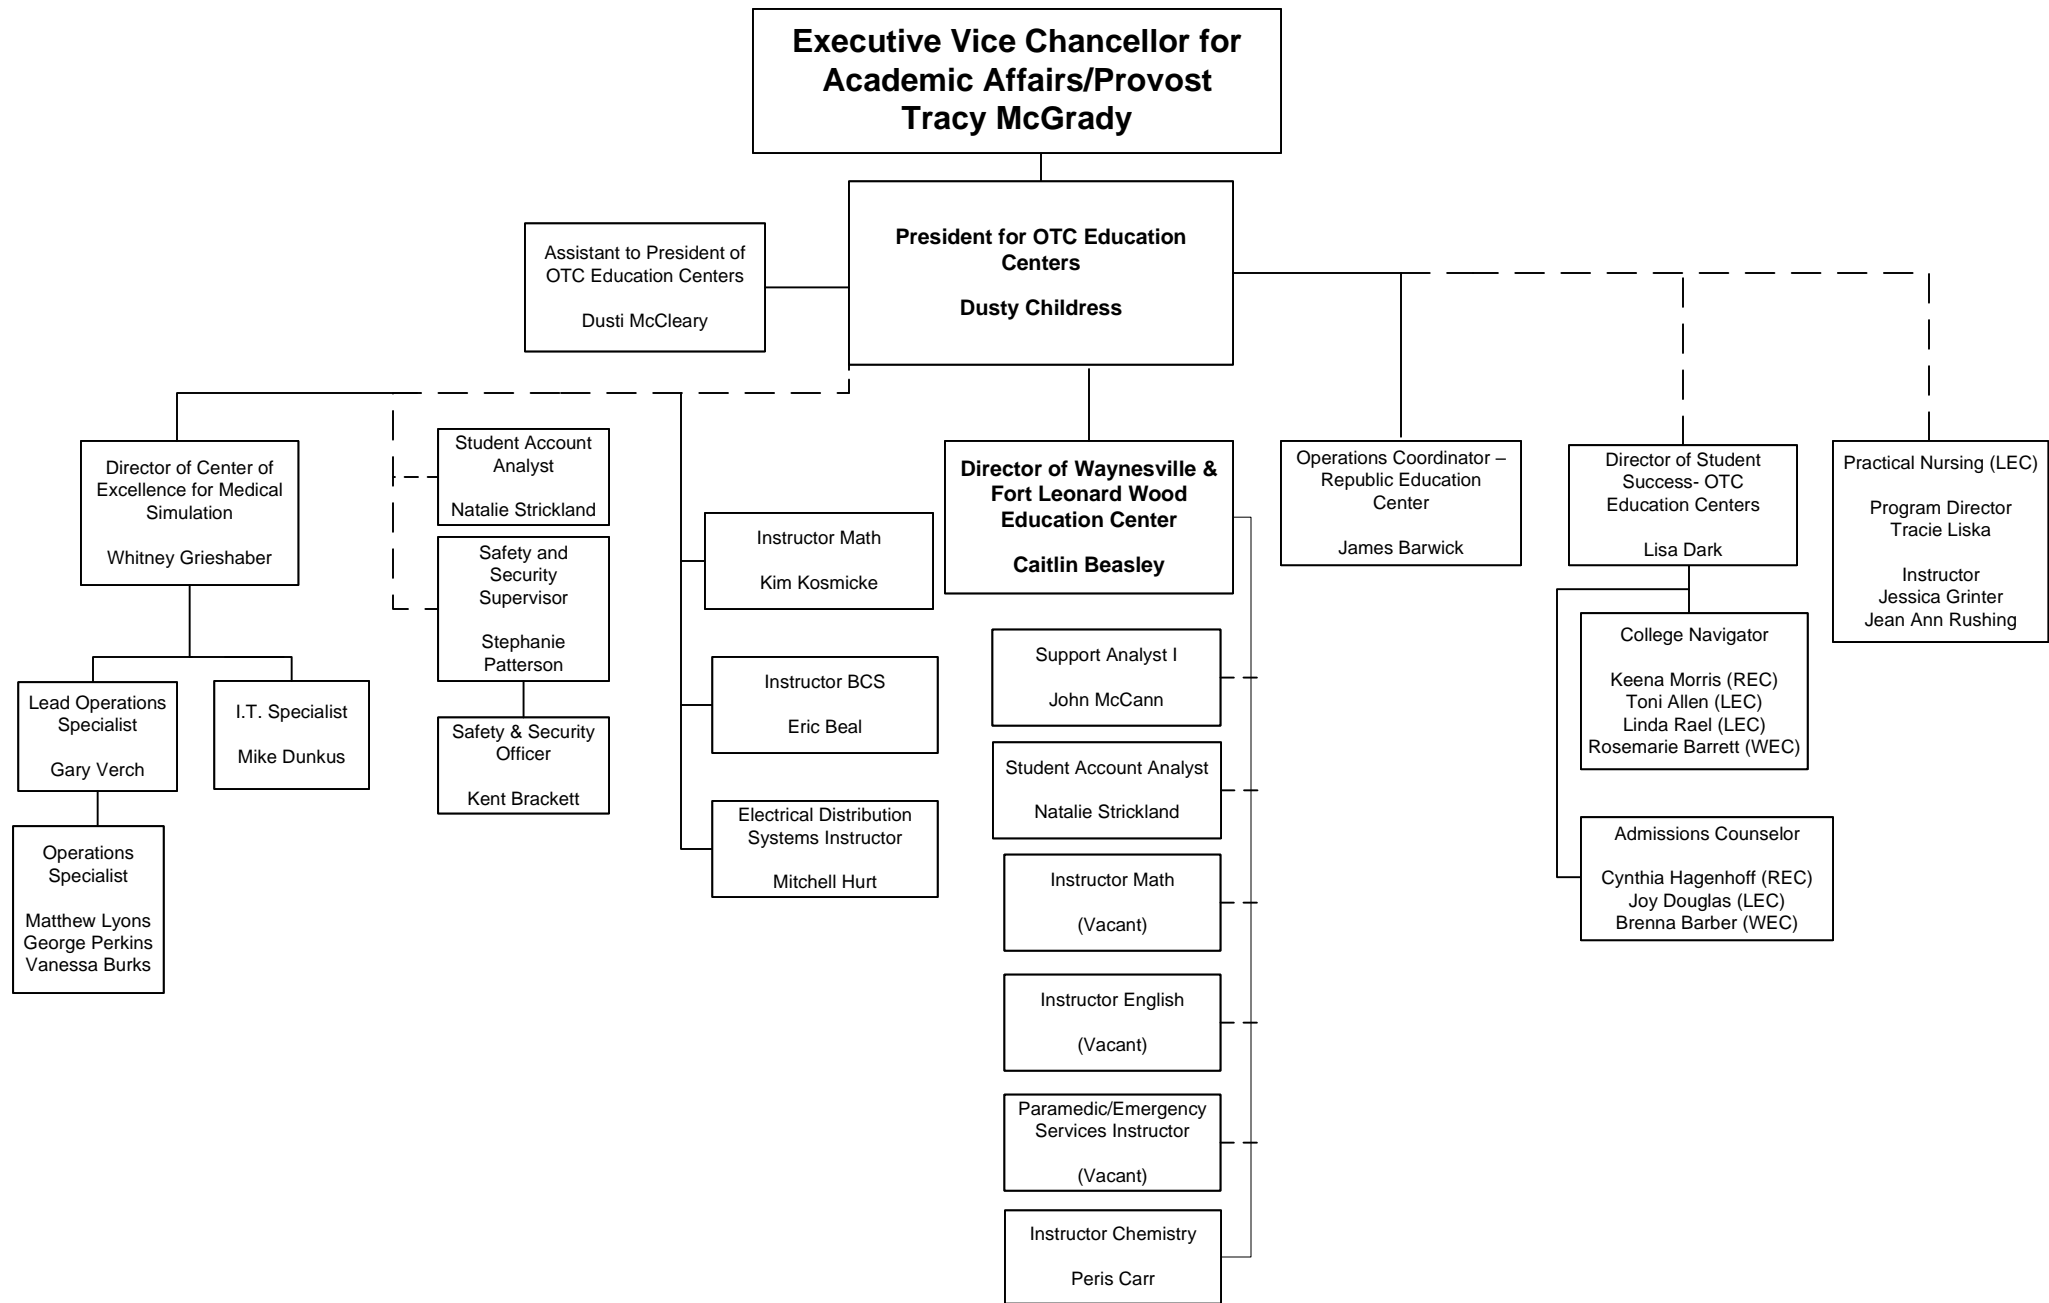 Executive Vice Chancellor for
Academic Affairs/Provost
Tracy McGrady
President for OTC Education
Centers
Dusty Childress
Assistant to President of
OTC Education Centers
Dusti McCleary
Director of Center of
Excellence for Medical
Simulation
Whitney Grieshaber
Lead Operations
Specialist
Gary Verch
I.T. Specialist
Mike Dunkus
Operations
Specialist
Matthew Lyons
George Perkins
Vanessa Burks
Student Account
Analyst
Natalie Strickland
Safety and
Security
Supervisor
Stephanie
Patterson
Safety & Security
Officer
Kent Brackett
Instructor Math
Kim Kosmicke
Instructor BCS
Eric Beal
Electrical Distribution
Systems Instructor
Mitchell Hurt
Director of Waynesville &
Fort Leonard Wood
Education Center
Caitlin Beasley
Support Analyst I
John McCann
Student Account Analyst
Natalie Strickland
Instructor Math
(Vacant)
Instructor English
(Vacant)
Paramedic/Emergency
Services Instructor
(Vacant)
Instructor Chemistry
Peris Carr
Operations Coordinator –
Republic Education
Center
James Barwick
Director of Student
Success- OTC
Education Centers
Lisa Dark
College Navigator
Keena Morris (REC)
Toni Allen (LEC)
Linda Rael (LEC)
Rosemarie Barrett (WEC)
Admissions Counselor
Cynthia Hagenhoff (REC)
Joy Douglas (LEC)
Brenna Barber (WEC)
Practical Nursing (LEC)
Program Director
Tracie Liska
Instructor
Jessica Grinter
Jean Ann Rushing